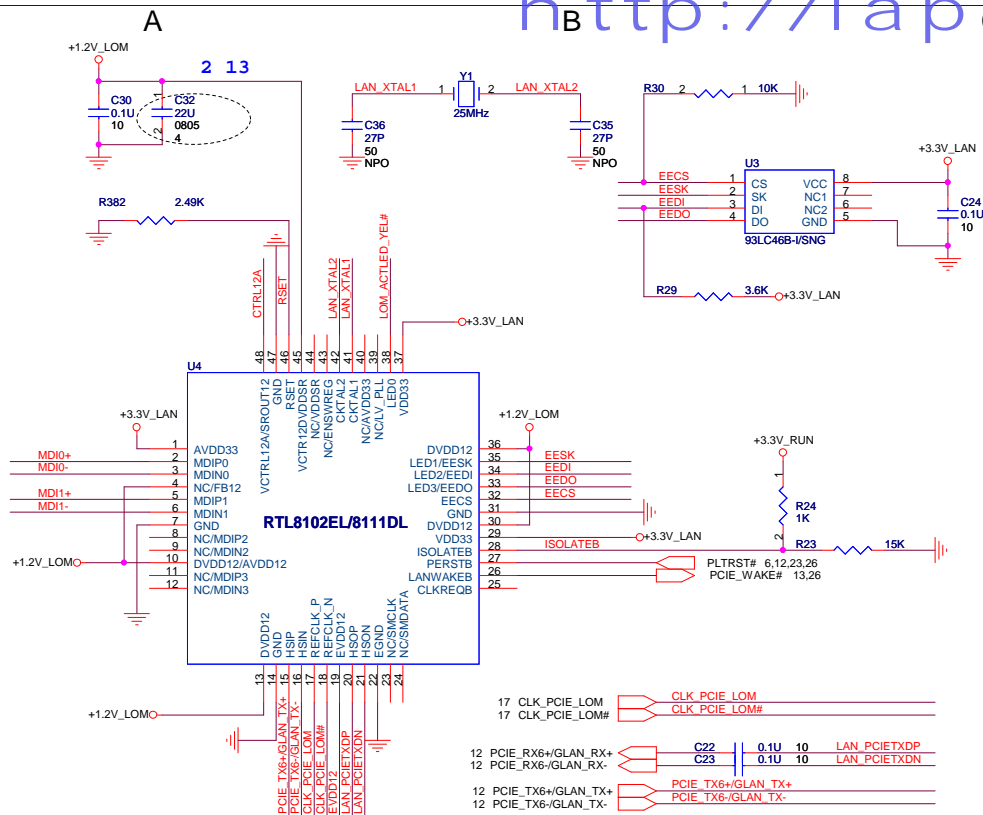 http://lap
A
B
+1.2V_LOM
2 13
C30
0.1U
10
1
C32
22U
0805
2
4
LAN_XTAL1
1
Y1
2
25MHz
LAN_XTAL2
C36
27P
50
NPO
C35
27P
50
NPO
R30
2
1
10K
U3
+3.3V_LAN
EECS
1
CS
VCC
8
EESK
2
SK
NC1
7
EEDI
3
DI
NC2
6
EEDO
4
DO
GND
5
93LC46B-I/SNG
C24
0.1U
10
R29
3.6K
+3.3V_LAN
R382
2.49K
CTRL12A
RSET
LAN_XTAL2
LAN_XTAL1
LOM_ACTLED_YEL#
+3.3V_LAN
U4
48
47
46
45
44
43
42
41
40
39
38
37
VCTRL12A/SROUT12
GND
RSET
VCTR12DVDDSR
NC/VDDSR
NC/ENSWREG
CKTAL2
CKTAL1
NC/AVDD33
NC/LV_PLL
LED0
VDD33
+3.3V_LAN
1
AVDD33
MDI0+
2
MDIP0
MDI0-
3
MDIN0
4
NC/FB12
MDI1+
5
MDIP1
MDI1-
6
MDIN1
7
GND
8
NC/MDIP2
9
NC/MDIN2
+1.2V_LOM
10
DVDD12/AVDD12
11
NC/MDIP3
12
NC/MDIN3
RTL8102EL/8111DL
+1.2V_LOM
DVDD12
36
LED1/EESK
35
EESK
LED2/EEDI
34
EEDI
LED3/EEDO
33
EEDO
EECS
32
EECS
GND
31
DVDD12
30
VDD33
29
+3.3V_LAN
ISOLATEB
28
ISOLATEB
PERSTB
27
PLTRST# 6,12,23,26
LANWAKEB
26
PCIE_WAKE# 13,26
CLKREQB
25
+3.3V_RUN
1
R24
1K
2
R23
15K
DVDD12
GND
HSIP
HSIN
REFCLK_P
REFCLK_N
EVDD12
HSOP
HSON
EGND
NC/SMCLK
NC/SMDATA
13
14
15
16
17
18
19
20
21
22
23
24
+1.2V_LOM
PCIE_TX6+/GLAN_TX+
PCIE_TX6-/GLAN_TX-
CLK_PCIE_LOM
CLK_PCIE_LOM#
EVDD12
LAN_PCIETXDP
LAN_PCIETXDN
17 CLK_PCIE_LOM
CLK_PCIE_LOM
17 CLK_PCIE_LOM#
CLK_PCIE_LOM#
12 PCIE_RX6+/GLAN_RX+
C22
0.1U
10
LAN_PCIETXDP
12 PCIE_RX6-/GLAN_RX-
C23
0.1U
10
LAN_PCIETXDN
12 PCIE_TX6+/GLAN_TX+
PCIE_TX6+/GLAN_TX+
12 PCIE_TX6-/GLAN_TX-
PCIE_TX6-/GLAN_TX-